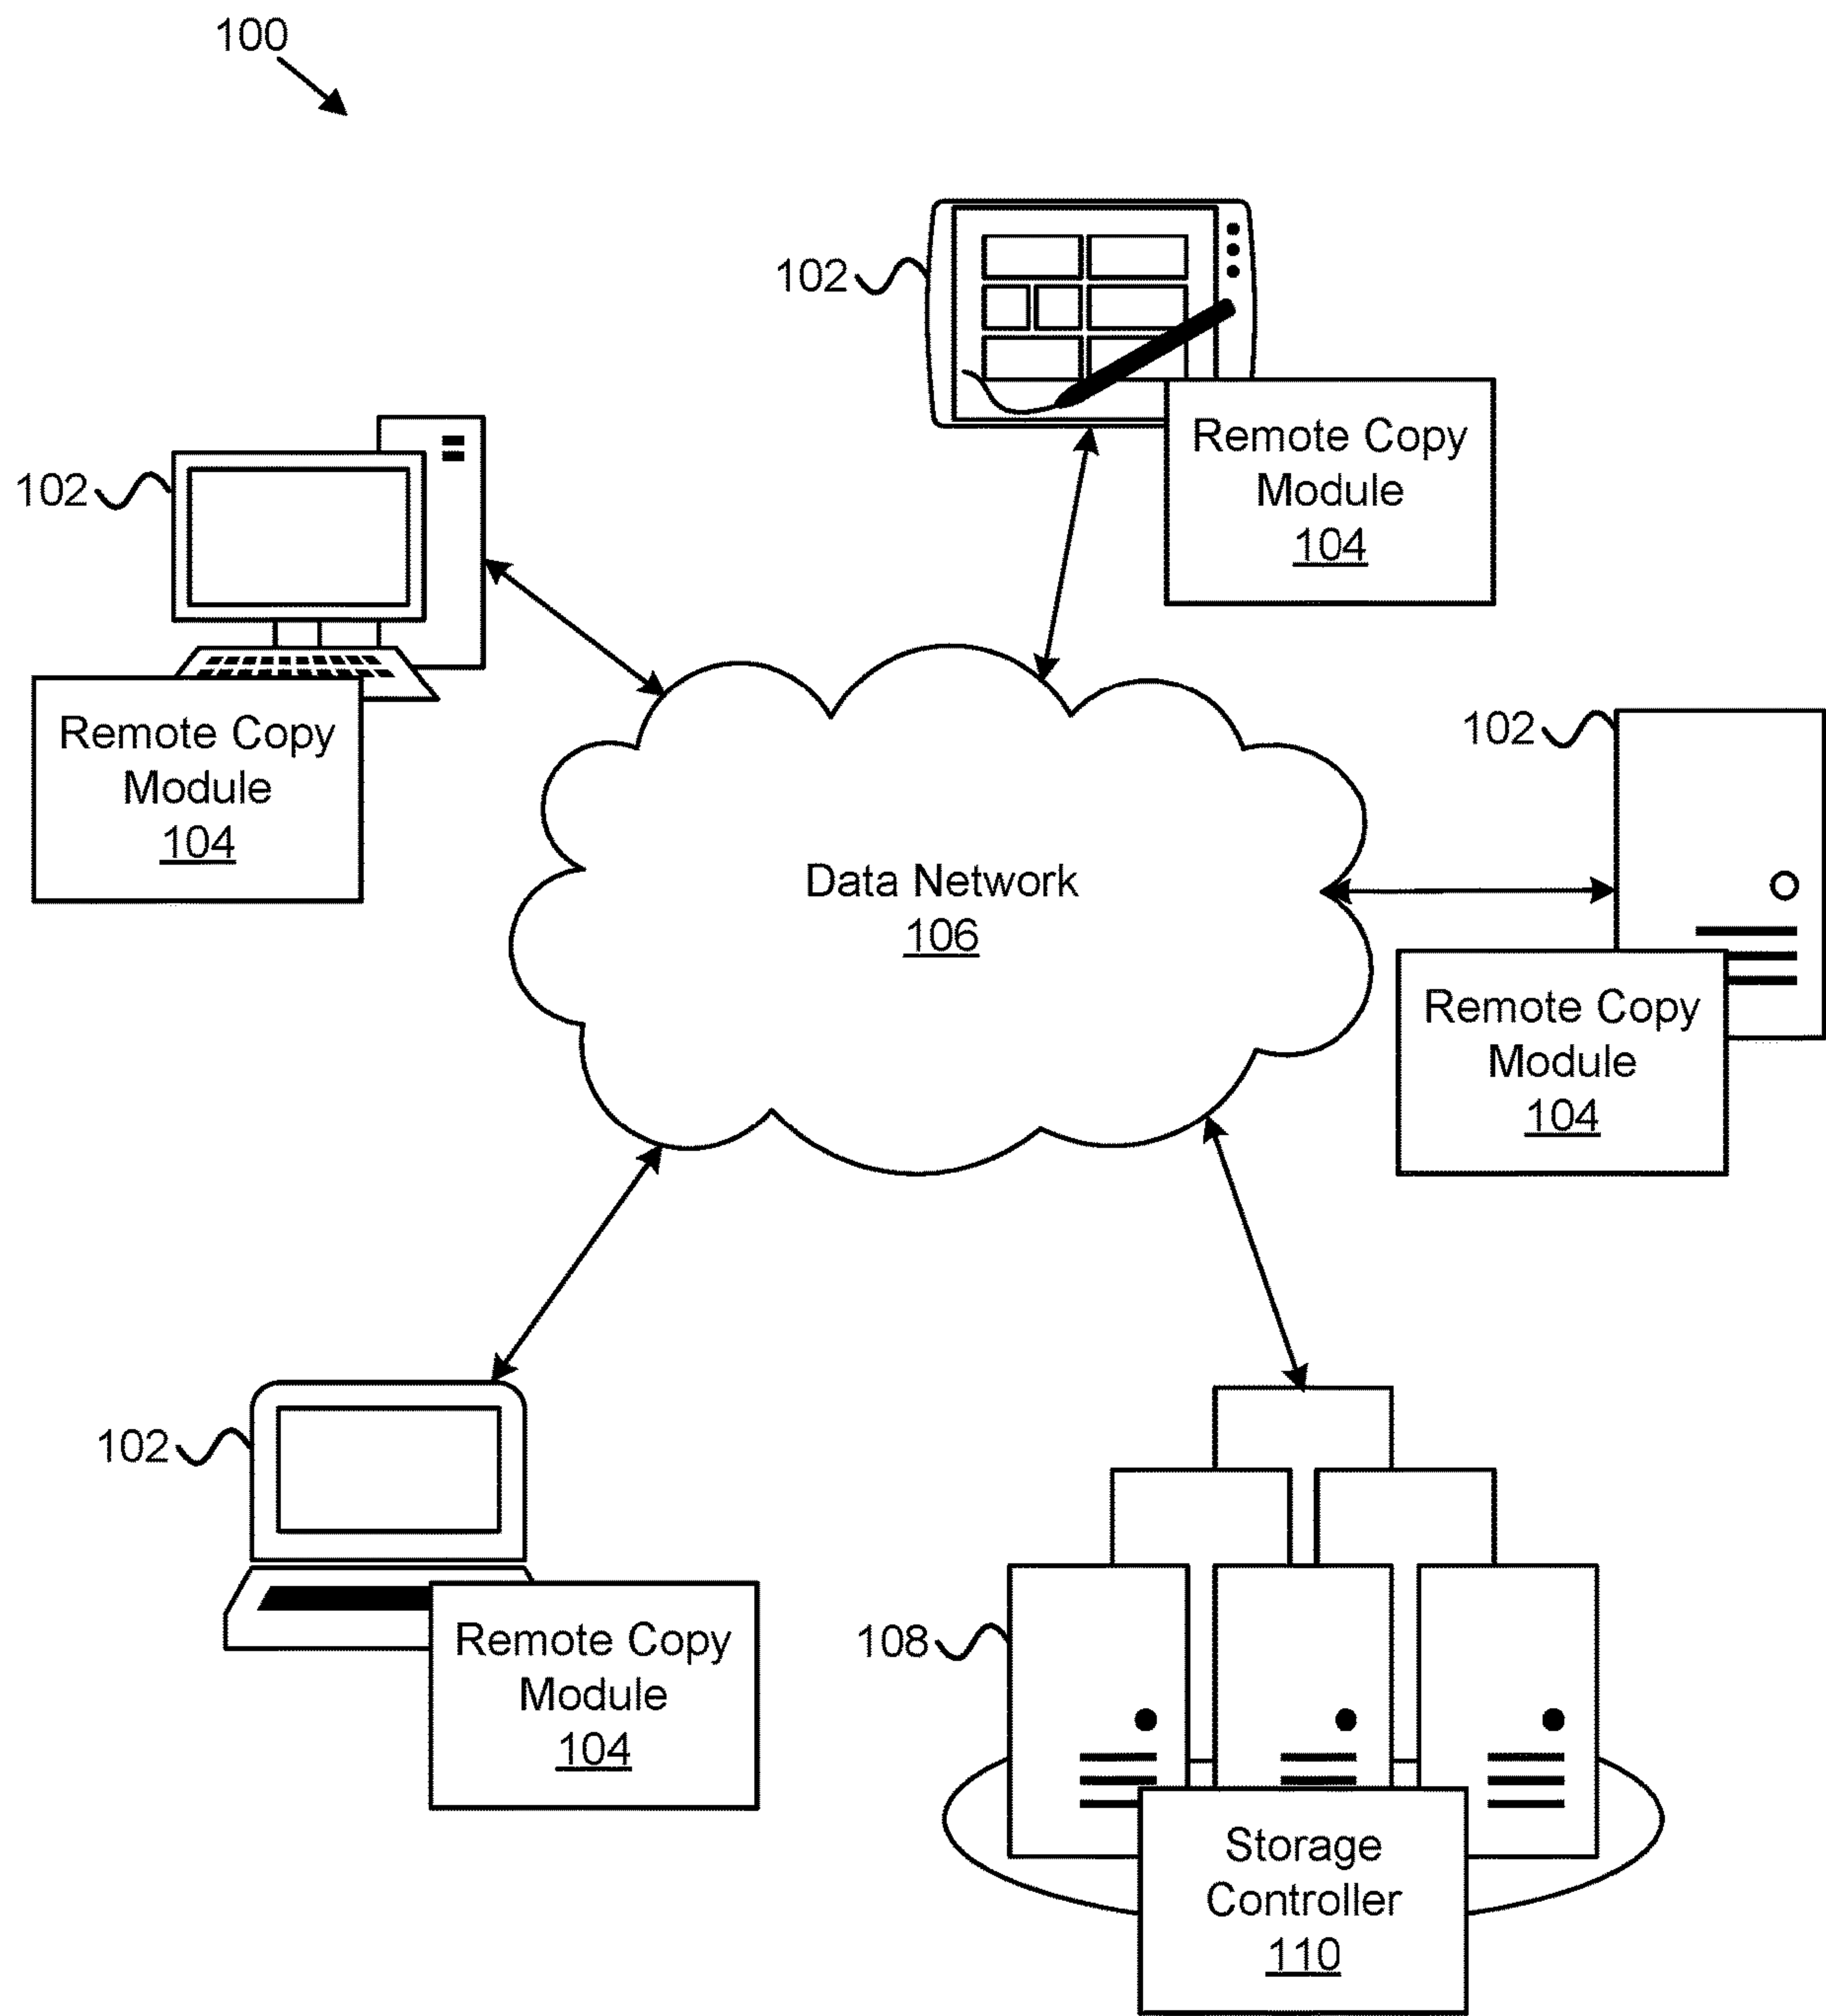 100
102
Remote Copy
Module
104
102
Remote Copy
Module
104
102
Remote Copy
Module
104
Data Network
106
102
Remote Copy
Module
104
108
Storage
Controller
110